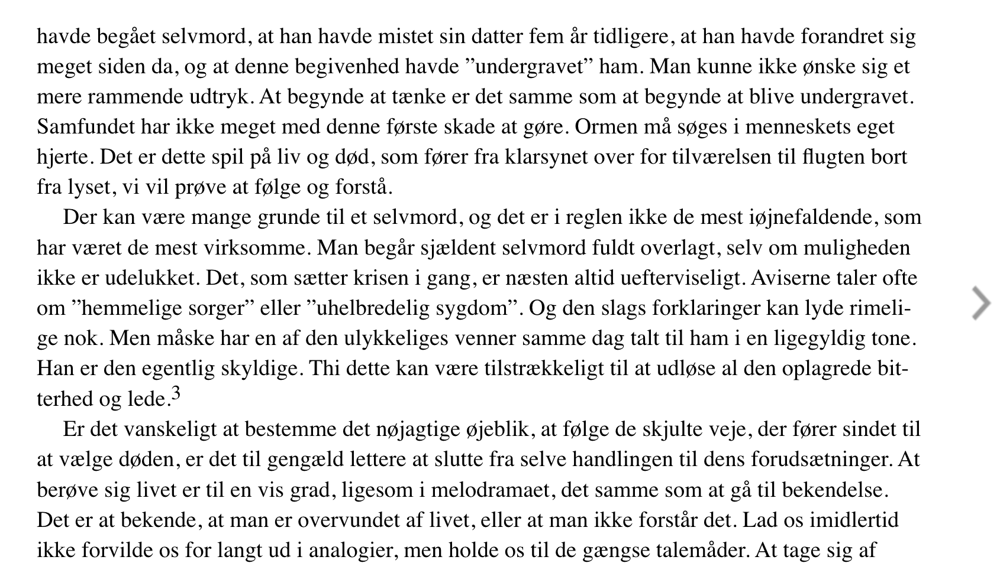 havde begået selvmord, at han havde mistet sin datter fem år tidligere, at han havde forandret sig
meget siden da, og at denne begivenhed havde ”undergravet” ham. Man kunne ikke ønske sig et
mere rammende udtryk. At begynde at tænke er det samme som at begynde at blive undergravet.
Samfundet har ikke meget med denne første skade at gøre. Ormen må søges i menneskets eget
hjerte. Det er dette spil på liv og død, som fører fra klarsynet over for tilværelsen til flugten bort
fra lyset, vi vil prøve at følge og forstå.
Der kan være mange grunde til et selvmord, og det er i reglen ikke de mest iøjnefaldende, som
har været de mest virksomme. Man begår sjældent selvmord fuldt overlagt, selv om muligheden
ikke er udelukket. Det, som sætter krisen i gang, er næsten altid uefterviseligt. Aviserne taler ofte
om ”hemmelige sorger” eller ”uhelbredelig sygdom”. Og den slags forklaringer kan lyde rimeli-
ge nok. Men måske har en af den ulykkeliges venner samme dag talt til ham i en ligegyldig tone.
Han er den egentlig skyldige. Thi dette kan være tilstrækkeligt til at udløse al den oplagrede bit-
terhed og lede.3
Er det vanskeligt at bestemme det nøjagtige øjeblik, at følge de skjulte veje, der fører sindet til
at vælge døden, er det til gengæld lettere at slutte fra selve handlingen til dens forudsætninger. At
berøve sig livet er til en vis grad, ligesom i melodramaet, det samme som at gå til bekendelse.
Det er at bekende, at man er overvundet af livet, eller at man ikke forstår det. Lad os imidlertid
ikke forvilde os for langt ud i analogier, men holde os til de gængse talemåder. At tage sig af